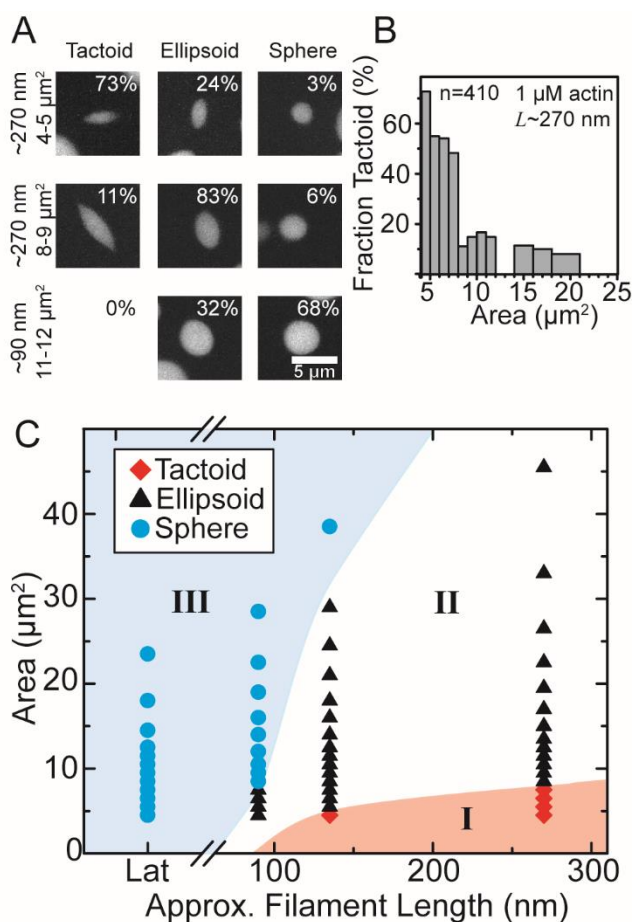 A
Tactoid Ellipsoid Sphere
~270 nm
4-5 µm²
73% 24% 3%
~270 nm
8-9 µm²
11% 83% 6%
~90 nm
11-12 µm²
0% 32% 68%
5 µm
B
Fraction Tactoid (%)
60
40
20
n=410
1 µM actin
L~270 nm
5 10 15 20 25
Area (µm²)
C
Area (µm²)
40
30
20
10
0
Tactoid
Ellipsoid
Sphere
III
II
I
Lat 100 200 300
Approx. Filament Length (nm)